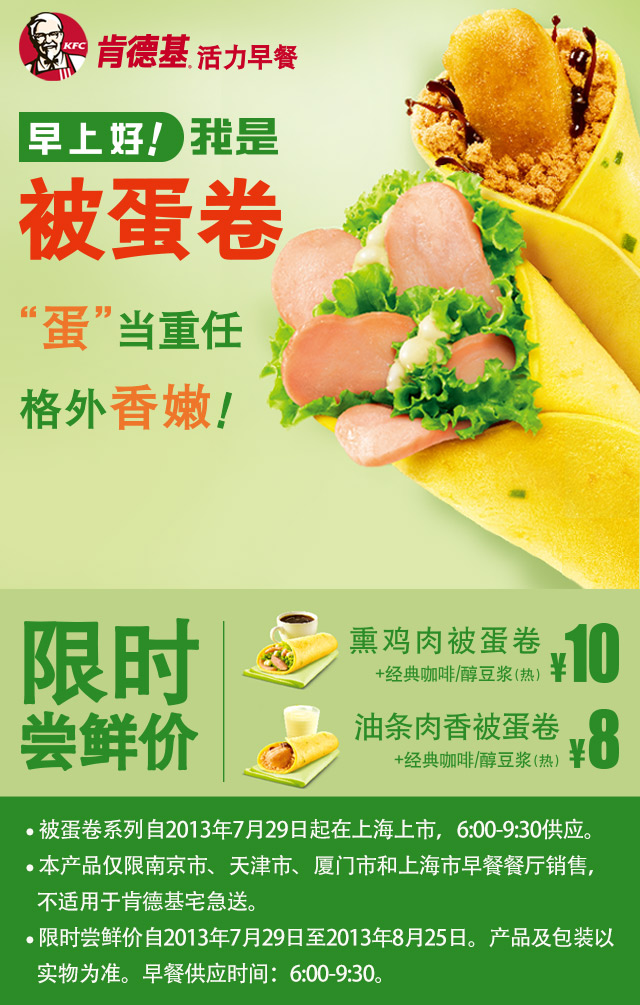 KFC 肯德基 活力早餐
早上好！我是
被蛋卷
“蛋”当重任
格外香嫩！
限时
尝鲜价
熏鸡肉被蛋卷
+经典咖啡/醇豆浆(热)
¥10
油条肉香被蛋卷
+经典咖啡/醇豆浆(热)
¥8
• 被蛋卷系列自2013年7月29日起在上海上市，6:00-9:30供应。
• 本产品仅限南京市、天津市、厦门市和上海市早餐餐厅销售，
不适用于肯德基宅急送。
• 限时尝鲜价自2013年7月29日至2013年8月25日。产品及包装以
实物为准。早餐供应时间：6:00-9:30。